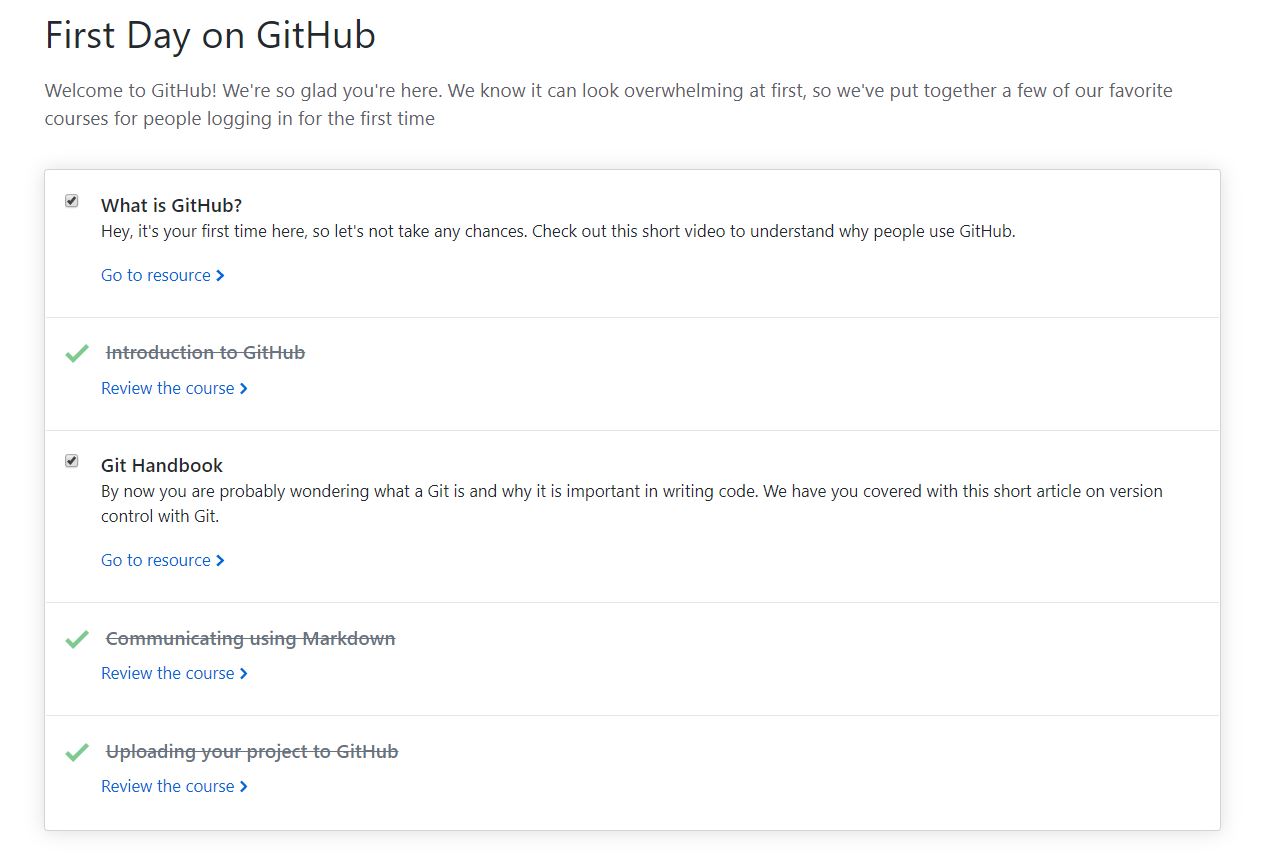 First Day on GitHub
Welcome to GitHub! We're so glad you're here. We know it can look overwhelming at first, so we've put together a few of our favorite
courses for people logging in for the first time
What is GitHub?
Hey, it's your first time here, so let's not take any chances. Check out this short video to understand why people use GitHub.
Go to resource
Introduction to GitHub
Review the course
Git Handbook
By now you are probably wondering what a Git is and why it is important in writing code. We have you covered with this short article on version
control with Git.
Go to resource
Communicating using Markdown
Review the course
Uploading your project to GitHub
Review the course